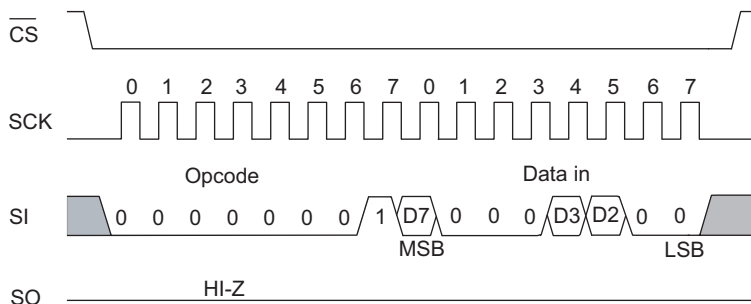 CS
0 1 2 3 4 5 6 7 0 1 2 3 4 5 6 7
SCK
Opcode Data in
SI 0 0 0 0 0 0 0 1 D7 0 0 0 D3 D2 0 0
MSB LSB
HI-Z
SO